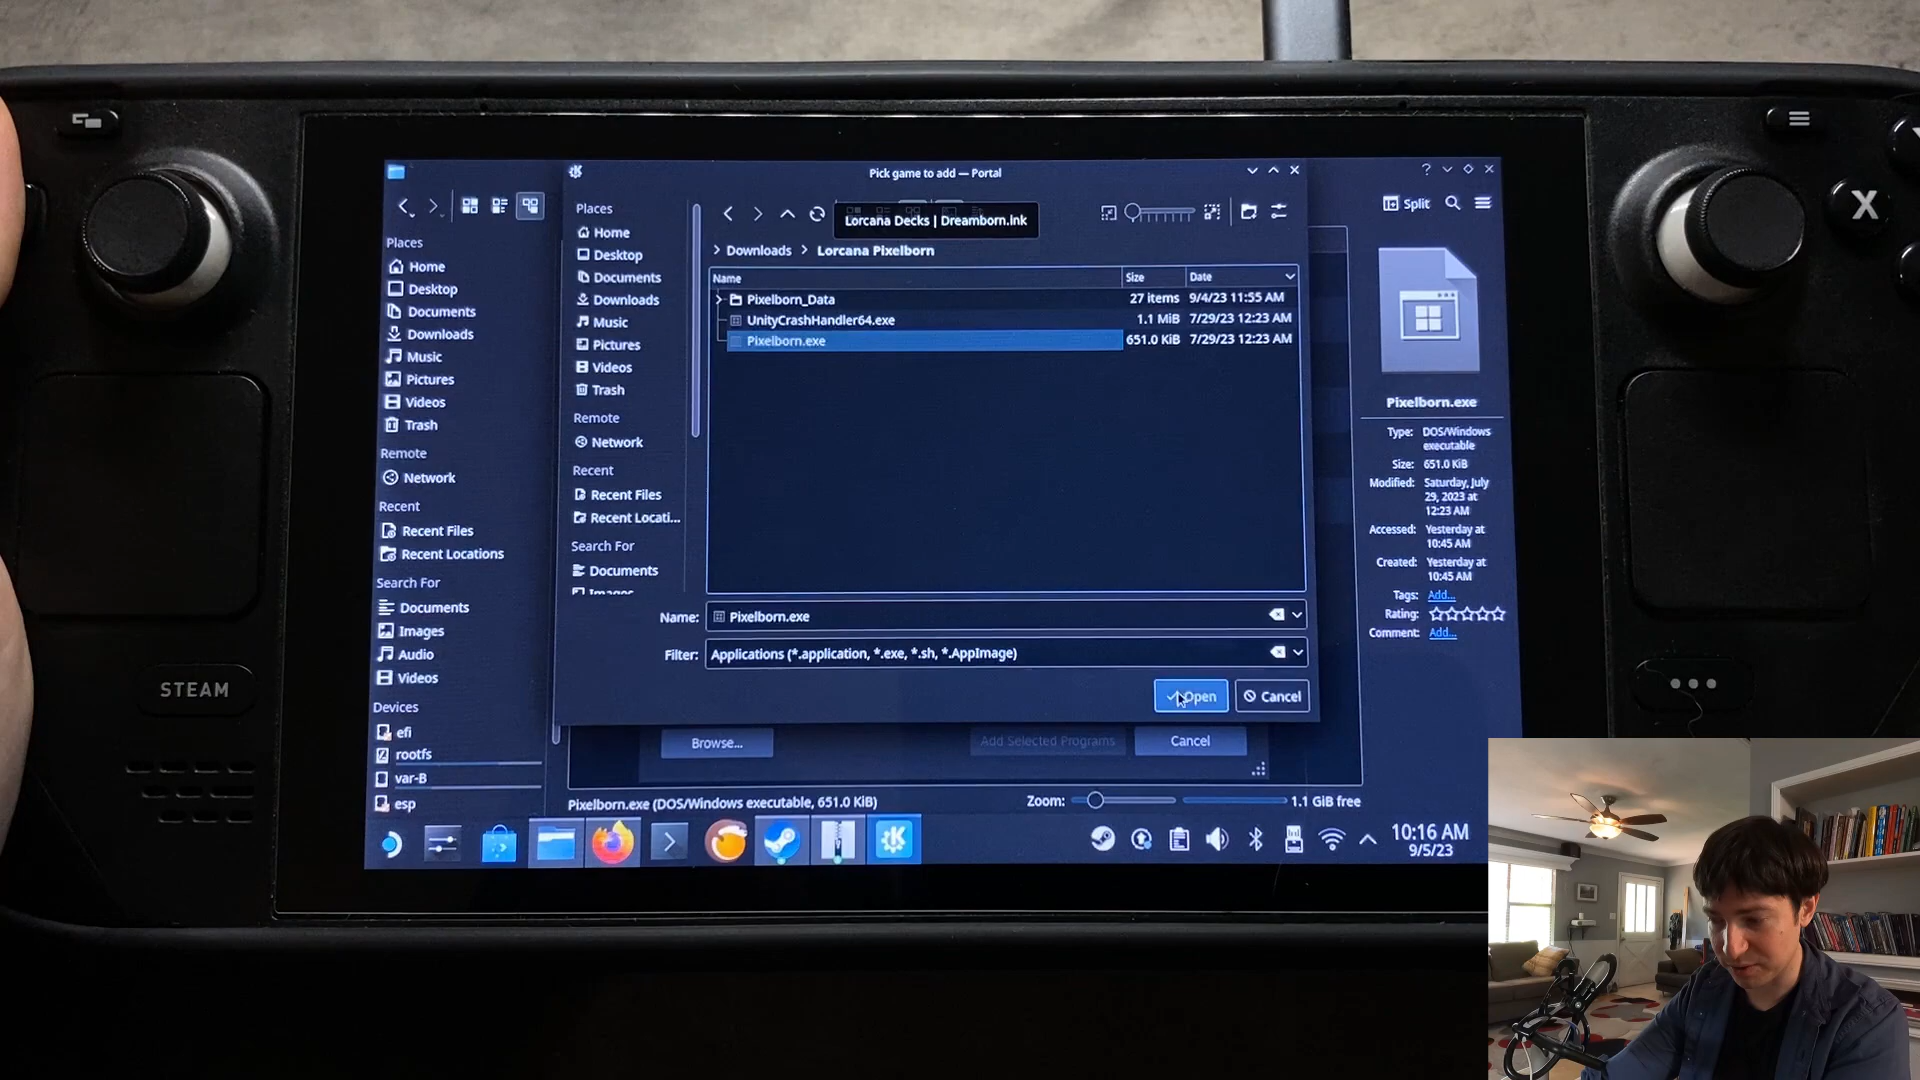 Pick game to add — Portal
Places
Home
Desktop
Documents
Downloads
Music
Pictures
Videos
Trash
Remote
Network
Recent
Recent Files
Recent Locations
Search For
Documents
Images
Audio
Videos
Devices
efi
rootfs
var-B
esp
Places
Home
Desktop
Documents
Downloads
Music
Pictures
Videos
Trash
Remote
Network
Recent
Recent Files
Recent Locati...
Search For
Documents
Images
Lorcana Decks | Dreamborn.ink
> Downloads > Lorcana Pixelborn
Name Size Date
Pixelborn_Data 27 items 9/4/23 11:55 AM
UnityCrashHandler64.exe 1.1 MiB 7/29/23 12:23 AM
Pixelborn.exe 651.0 KiB 7/29/23 12:23 AM
Name: Pixelborn.exe
Filter: Applications (*.application, *.exe, *.sh, *.AppImage)
Open Cancel
Browse... Add Selected Programs Cancel
Pixelborn.exe (DOS/Windows executable, 651.0 KiB) Zoom: 1.1 GiB free
Split
Pixelborn.exe
Type: DOS/Windows
executable
Size: 651.0 KiB
Modified: Saturday, July
29, 2023 at
12:23 AM
Accessed: Yesterday at
10:45 AM
Created: Yesterday at
10:45 AM
Tags: Add...
Rating:
Comment: Add...
10:16 AM
9/5/23
STEAM
X